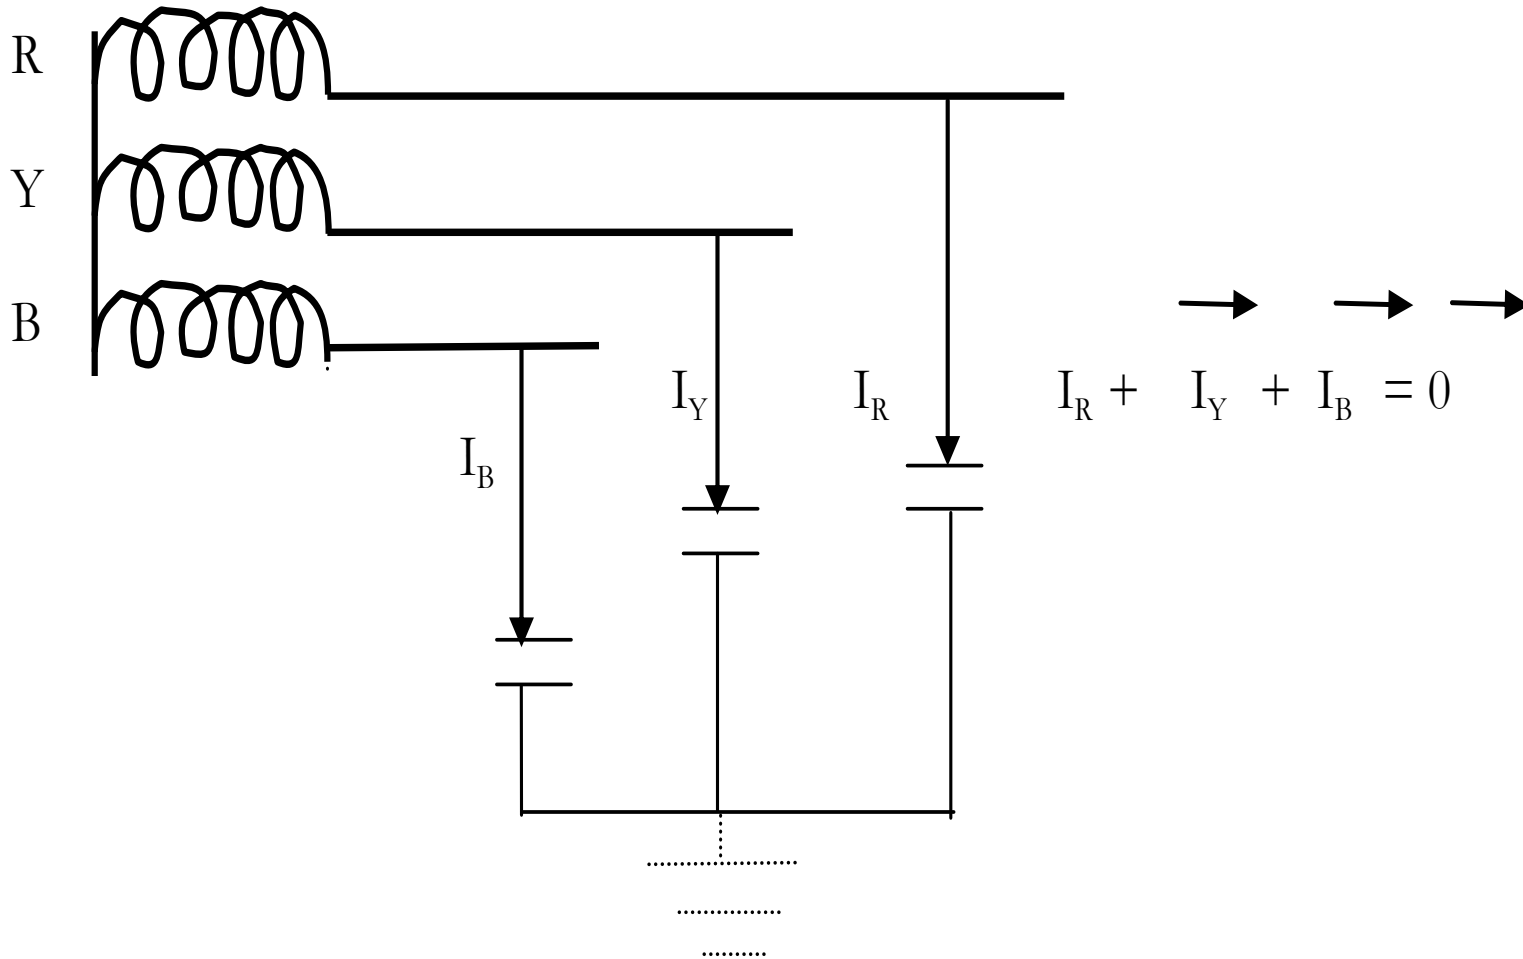 R
Y
B
I_Y
I_R
I_R + I_Y + I_B = 0
I_B